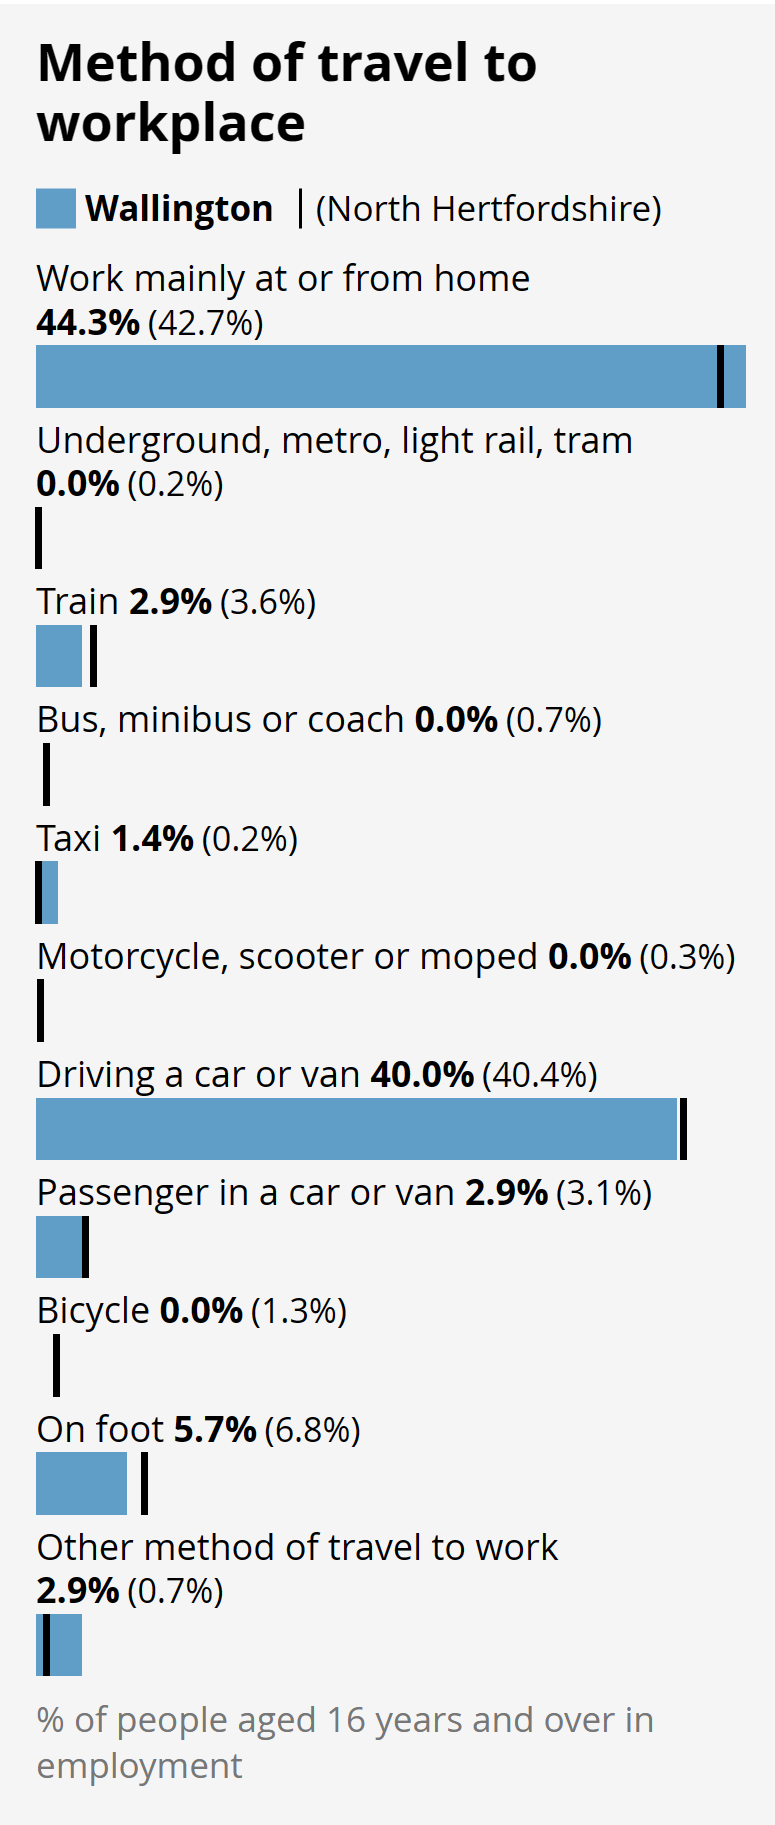 Method of travel to
workplace
Wallington (North Hertfordshire)
Work mainly at or from home
44.3% (42.7%)
Underground, metro, light rail, tram
0.0% (0.2%)
Train 2.9% (3.6%)
Bus, minibus or coach 0.0% (0.7%)
Taxi 1.4% (0.2%)
Motorcycle, scooter or moped 0.0% (0.3%)
Driving a car or van 40.0% (40.4%)
Passenger in a car or van 2.9% (3.1%)
Bicycle 0.0% (1.3%)
On foot 5.7% (6.8%)
Other method of travel to work
2.9% (0.7%)
% of people aged 16 years and over in
employment